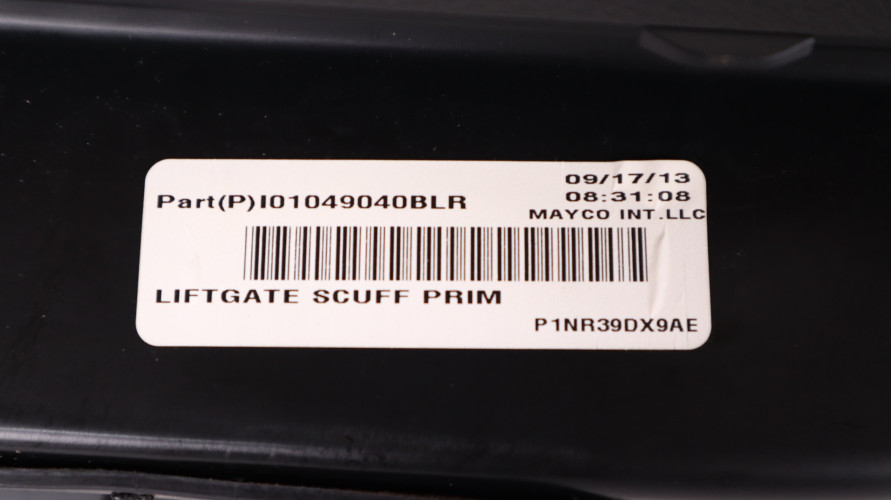 09/17/13
Part(P)I01049040BLR
08:31:08
MAYCO INT.LLC
LIFTGATE SCUFF PRIM
P1NR39DX9AE